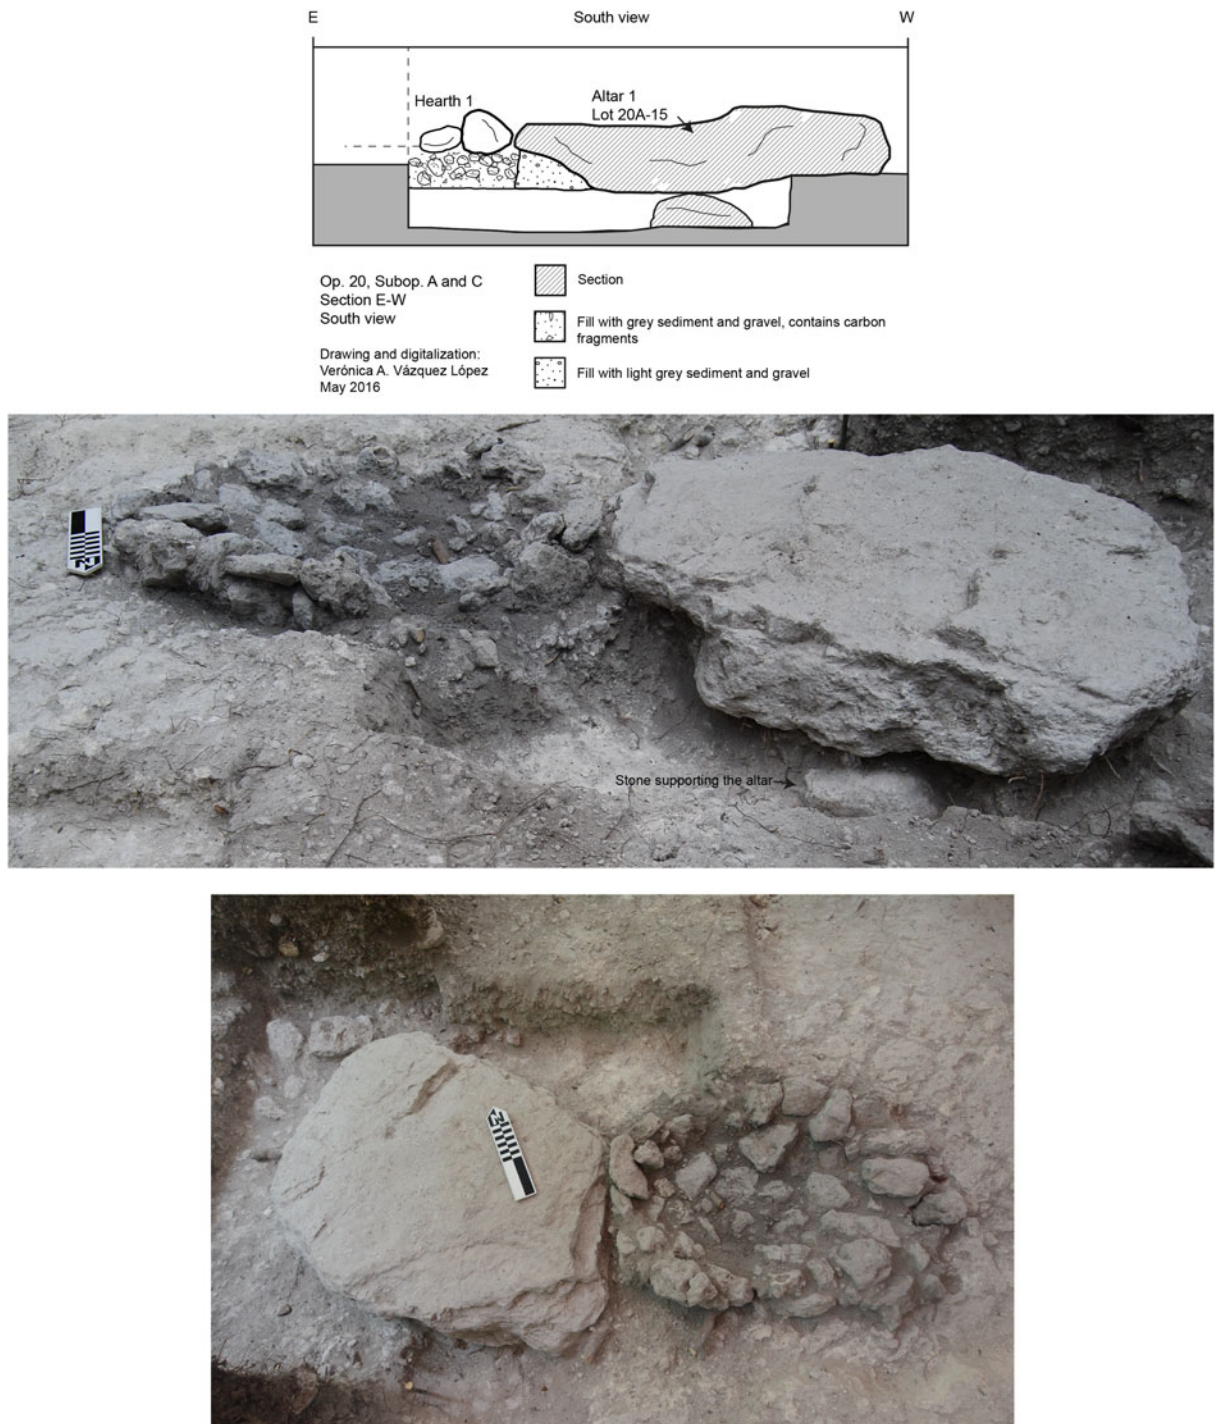 E South view W
Hearth 1
Altar 1
Lot 20A-15
Op. 20, Subop. A and C
Section E-W
South view
Drawing and digitalization:
Verónica A. Vázquez López
May 2016
Section
Fill with grey sediment and gravel, contains carbon
fragments
Fill with light grey sediment and gravel
Stone supporting the altar